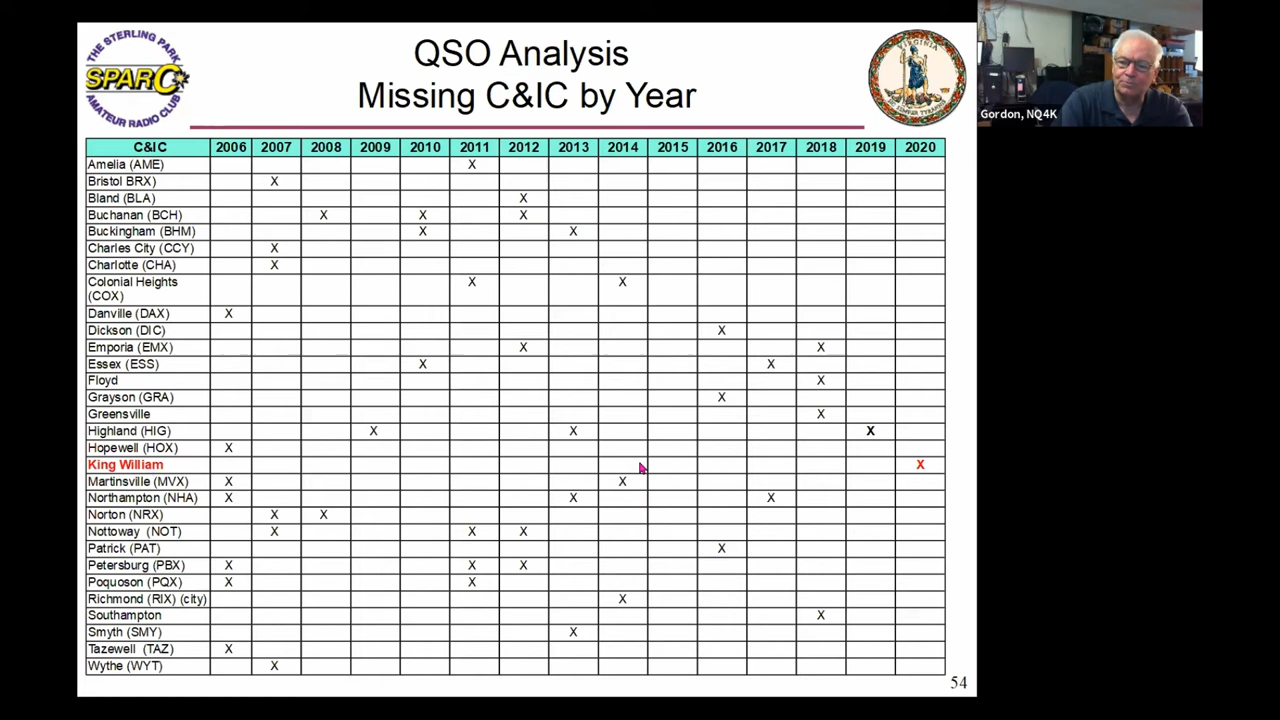 THE STERLING PARK
SPARC
AMATEUR RADIO CLUB
QSO Analysis
Missing C&IC by Year
VIRGINIA
Gordon, NQ4K
C&IC 2006 2007 2008 2009 2010 2011 2012 2013 2014 2015 2016 2017 2018 2019 2020
Amelia (AME) X
Bristol BRX) X
Bland (BLA) X
Buchanan (BCH) X X X
Buckingham (BHM) X X
Charles City (CCY) X
Charlotte (CHA) X
Colonial Heights X X
(COX)
Danville (DAX) X
Dickson (DIC) X
Emporia (EMX) X X
Essex (ESS) X X
Floyd X
Grayson (GRA) X
Greensville X
Highland (HIG) X X X
Hopewell (HOX) X
King William X
Martinsville (MVX) X X
Northampton (NHA) X X X
Norton (NRX) X X
Nottoway (NOT) X X X
Patrick (PAT) X
Petersburg (PBX) X X X
Poquoson (PQX) X X
Richmond (RIX) (city) X
Southampton X
Smyth (SMY) X
Tazewell (TAZ) X
Wythe (WYT) X
54